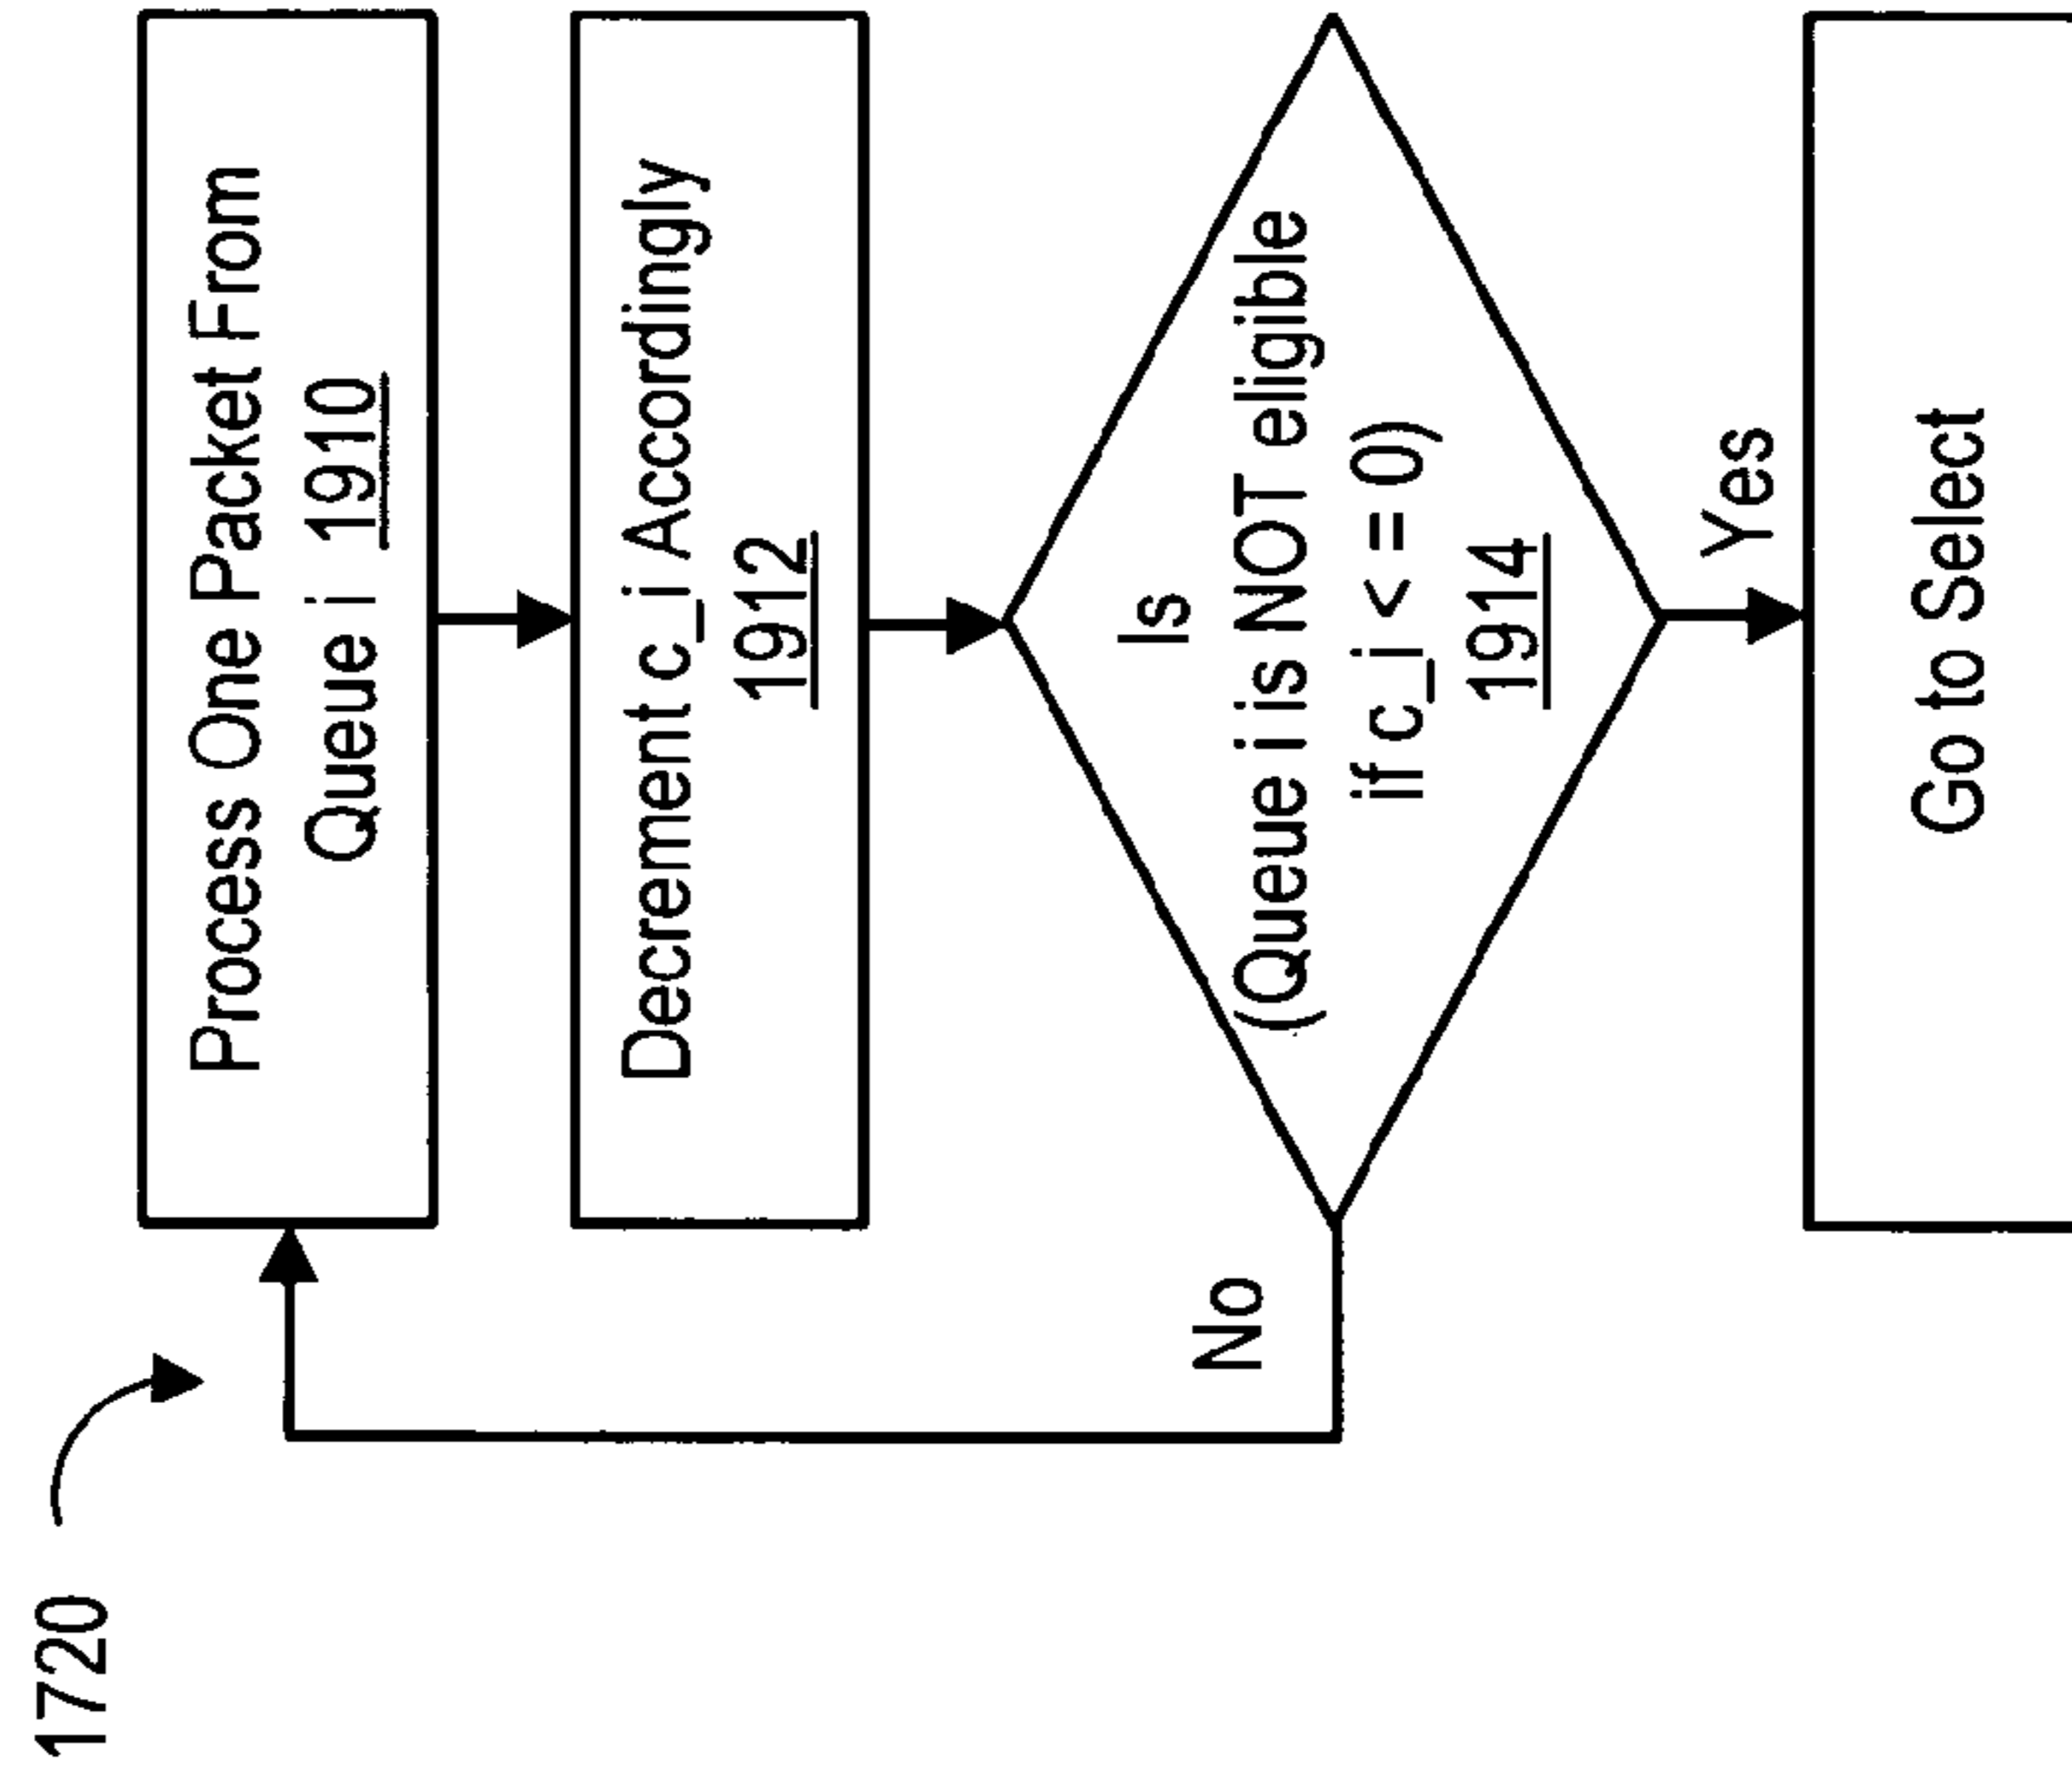 1720
Process One Packet From
Queue i 1910
Decrement c_i Accordingly
1912
Is
(Queue i is NOT eligible
if c_i < = 0)
1914
No
Yes
Go to Select